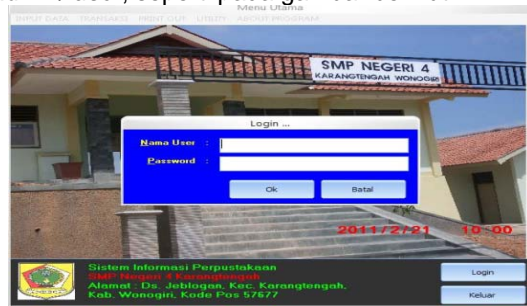 Menu Utama
INPUT DATA TRANSAKSI PRINT OUT UTILITY ABOUT PROGRAM
SMP NEGERI 4
KARANGTENGAH WONOGIRI
Login ...
Nama User :
Password :
Ok Batal
2011/2/21 10 00
Sistem Informasi Perpustakaan
SMP Negeri 4 Karangtengah
Alamat : Ds. Jeblogan, Kec. Karangtengah,
Kab. Wonogiri, Kode Pos 57677
Login
Keluar